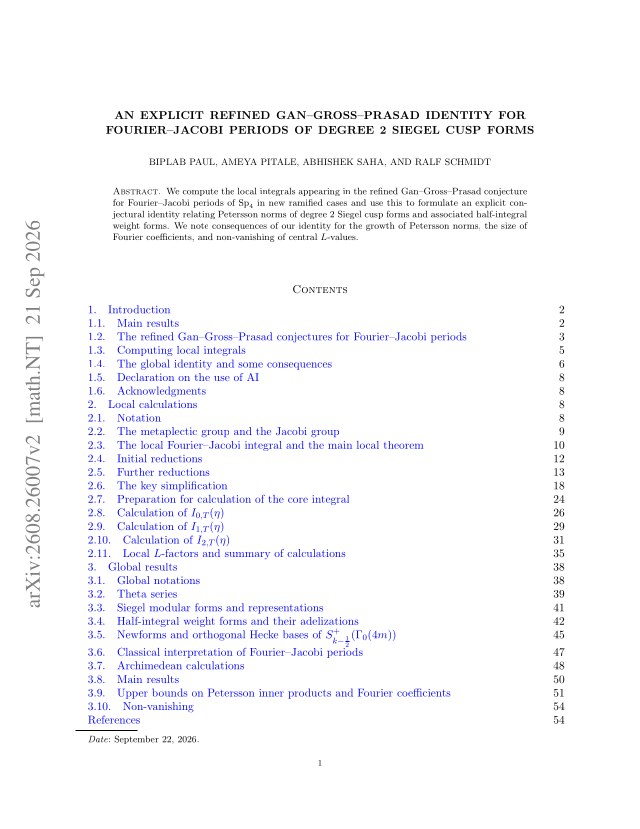 AN EXPLICIT REFINED GAN–GROSS–PRASAD IDENTITY FOR
FOURIER–JACOBI PERIODS OF DEGREE 2 SIEGEL CUSP FORMS
BIPLAB PAUL, AMEYA PITALE, ABHISHEK SAHA, AND RALF SCHMIDT
ABSTRACT. We compute the local integrals appearing in the refined Gan–Gross–Prasad conjecture
for Fourier–Jacobi periods of Sp₄ in new ramified cases and use this to formulate an explicit con-
jectural identity relating Petersson norms of degree 2 Siegel cusp forms and associated half-integral
weight forms. We note consequences of our identity for the growth of Petersson norms, the size of
Fourier coefficients, and non-vanishing of central L-values.
CONTENTS
1. Introduction 2
1.1. Main results 2
1.2. The refined Gan–Gross–Prasad conjectures for Fourier–Jacobi periods 3
1.3. Computing local integrals 5
1.4. The global identity and some consequences 6
1.5. Declaration on the use of AI 8
1.6. Acknowledgments 8
2. Local calculations 8
2.1. Notation 8
2.2. The metaplectic group and the Jacobi group 9
2.3. The local Fourier–Jacobi integral and the main local theorem 10
2.4. Initial reductions 12
2.5. Further reductions 13
2.6. The key simplification 18
2.7. Preparation for calculation of the core integral 24
2.8. Calculation of I₀,T(η) 26
2.9. Calculation of I₁,T(η) 29
2.10. Calculation of I₂,T(η) 31
2.11. Local L-factors and summary of calculations 35
3. Global results 38
3.1. Global notations 38
3.2. Theta series 39
3.3. Siegel modular forms and representations 41
3.4. Half-integral weight forms and their adelizations 42
3.5. Newforms and orthogonal Hecke bases of S⁺ₖ₋½(Γ₀(4m)) 45
3.6. Classical interpretation of Fourier–Jacobi periods 47
3.7. Archimedean calculations 48
3.8. Main results 50
3.9. Upper bounds on Petersson inner products and Fourier coefficients 51
3.10. Non-vanishing 54
References 54
Date: September 22, 2026.
1
arXiv:2608.26007v2 [math.NT] 21 Sep 2026